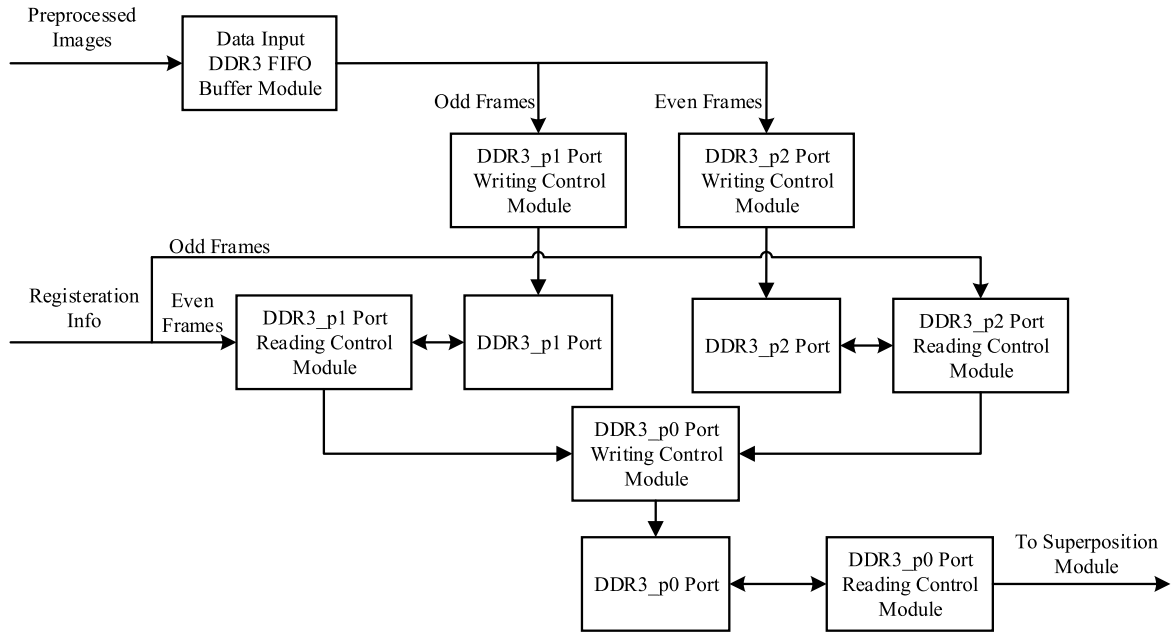 Preprocessed
Images
Data Input
DDR3 FIFO
Buffer Module
Odd Frames
Even Frames
DDR3_p1 Port
Writing Control
Module
DDR3_p2 Port
Writing Control
Module
Odd Frames
Registeration
Info
Even
Frames
DDR3_p1 Port
Reading Control
Module
DDR3_p1 Port
DDR3_p2 Port
DDR3_p2 Port
Reading Control
Module
DDR3_p0 Port
Writing Control
Module
DDR3_p0 Port
DDR3_p0 Port
Reading Control
Module
To Superposition
Module